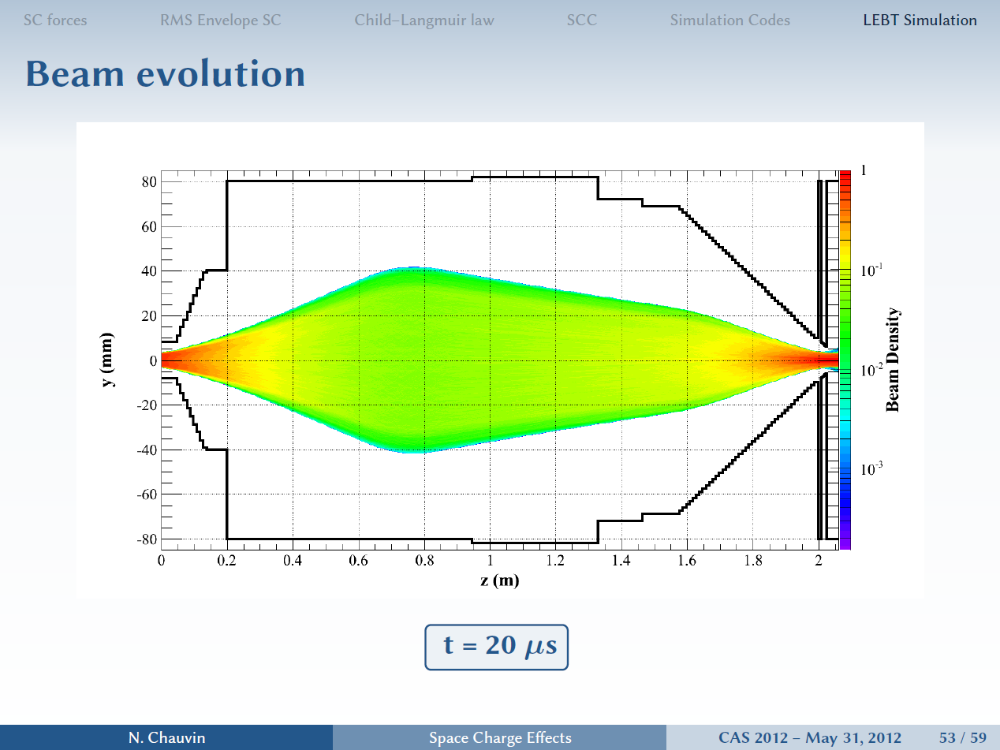 SC forces RMS Envelope SC Child–Langmuir law SCC Simulation Codes LEBT Simulation
Beam evolution
80
60
40
20
0
-20
-40
-60
-80
y (mm)
0 0.2 0.4 0.6 0.8 1 1.2 1.4 1.6 1.8 2
z (m)
1
10⁻¹
10⁻²
10⁻³
Beam Density
t = 20 μs
N. Chauvin Space Charge Effects CAS 2012 – May 31, 2012 53 / 59